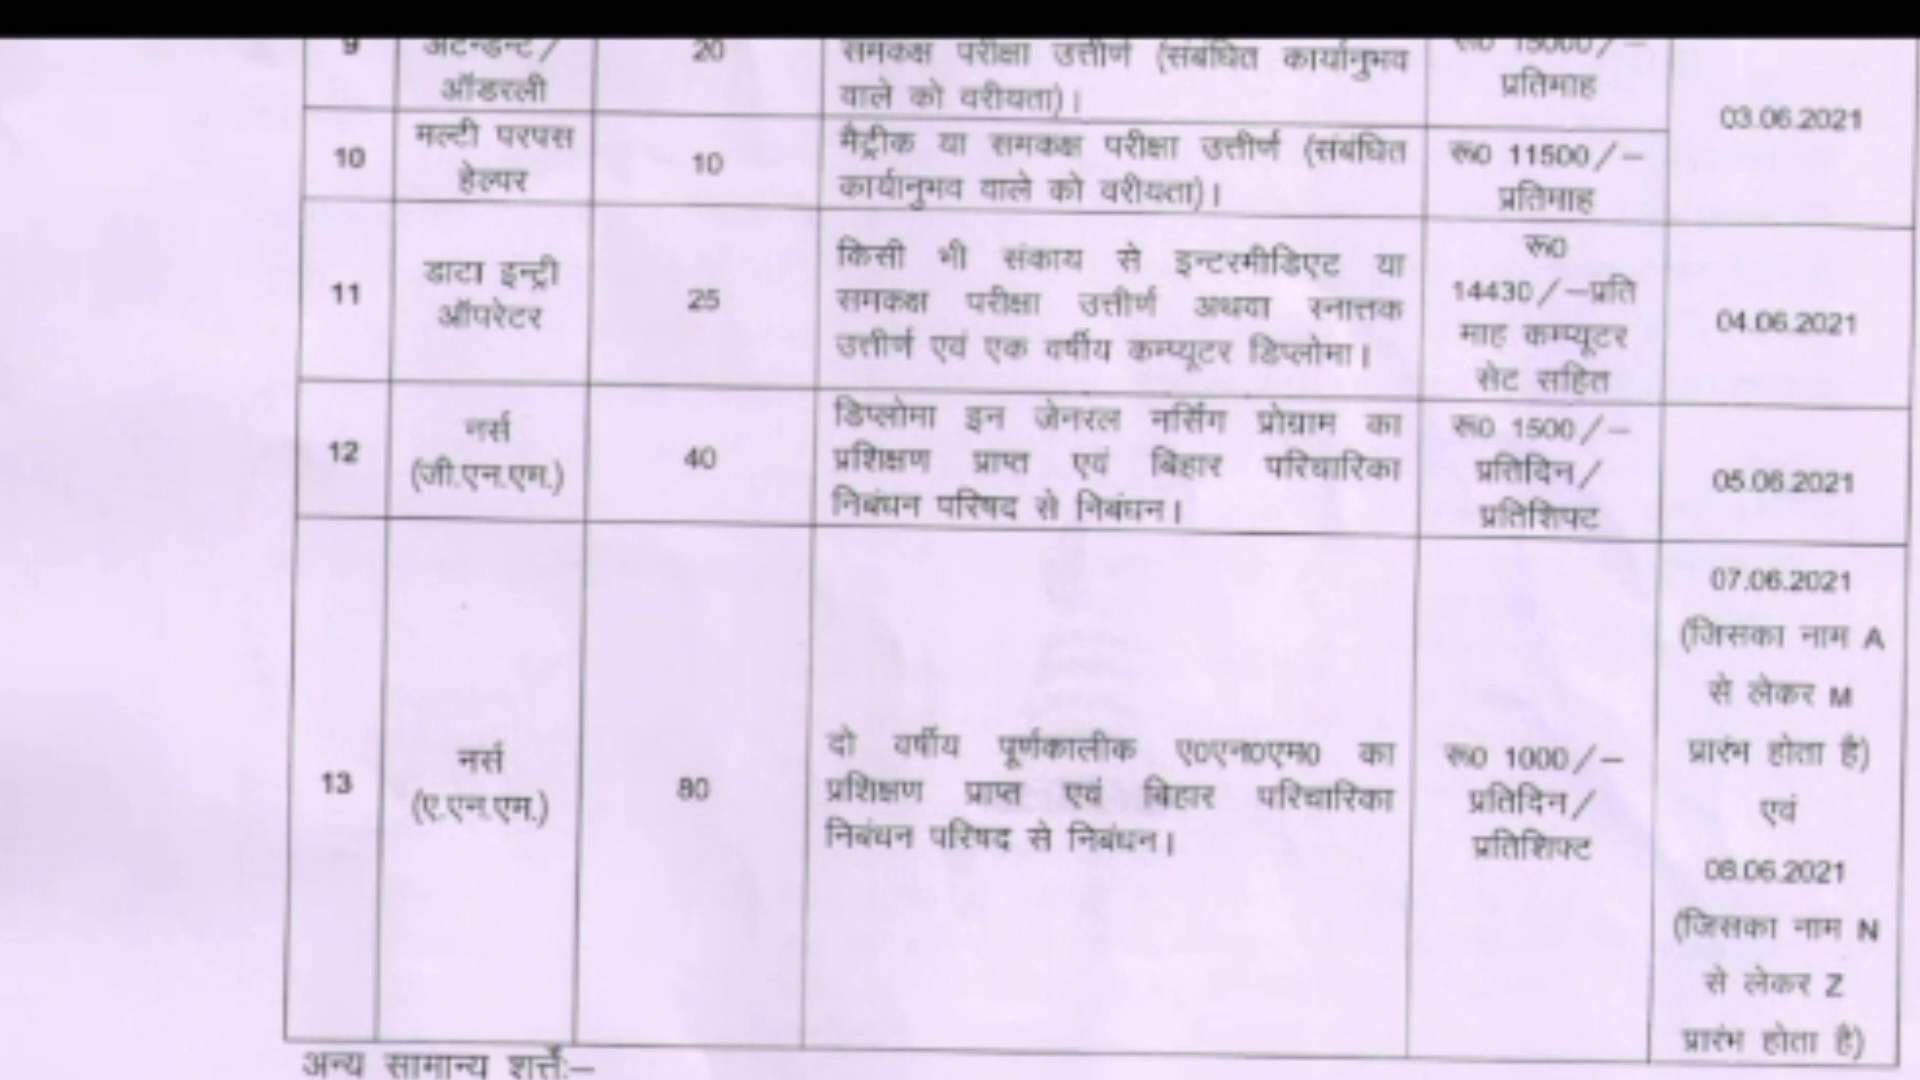 9 अटेन्डेन्ट/ 20 समकक्ष परीक्षा उत्तीर्ण (संबंधित कार्यानुभव रू0 15000/–
ऑडरली वाले को वरीयता)। प्रतिमाह
03.06.2021
10 मल्टी परपस हेल्पर 10 मैट्रीक या समकक्ष परीक्षा उत्तीर्ण (संबंधित रू0 11500/–
कार्यानुभव वाले को वरीयता)। प्रतिमाह
11 डाटा इन्ट्री ऑपरेटर 25 किसी भी संकाय से इन्टरमीडिएट या रू0
समकक्ष परीक्षा उत्तीर्ण अथवा स्नात्तक 14430/–प्रति
उत्तीर्ण एवं एक वर्षीय कम्प्यूटर डिप्लोमा। माह कम्प्यूटर
सेट सहित
04.06.2021
12 नर्स (जी.एन.एम.) 40 डिप्लोमा इन जेनरल नर्सिंग प्रोग्राम का रू0 1500/–
प्रशिक्षण प्राप्त एवं बिहार परिचारिका प्रतिदिन/
निबंधन परिषद से निबंधन। प्रतिशिफ्ट
05.06.2021
13 नर्स (ए.एन.एम.) 80 दो वर्षीय पूर्णकालीक ए0एन0एम0 का रू0 1000/–
प्रशिक्षण प्राप्त एवं बिहार परिचारिका प्रतिदिन/
निबंधन परिषद से निबंधन। प्रतिशिफ्ट
07.06.2021
(जिसका नाम A
से लेकर M
प्रारंभ होता है)
एवं
08.06.2021
(जिसका नाम N
से लेकर Z
प्रारंभ होता है)
अन्य सामान्य शर्त्तें:–